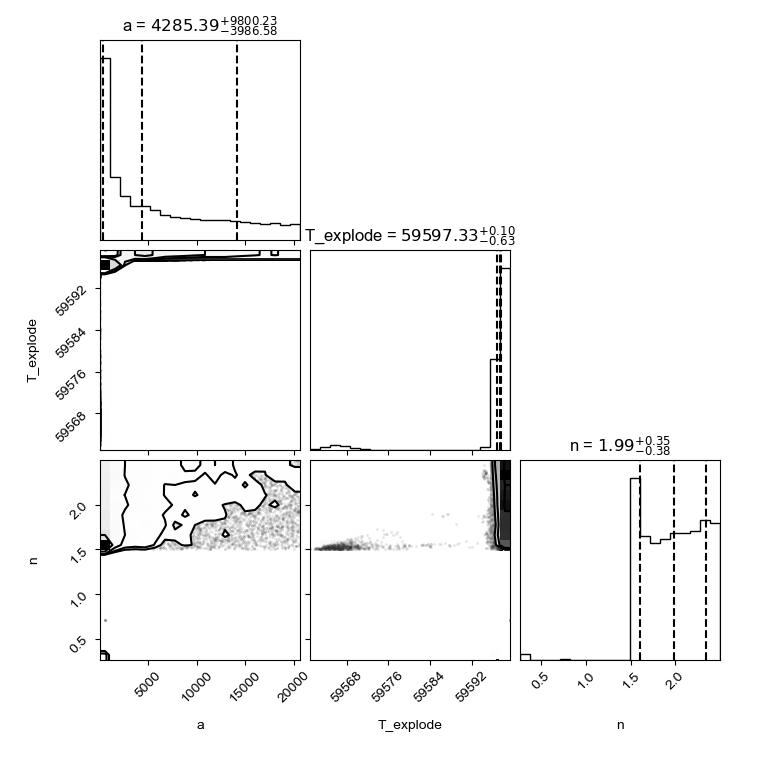 a = 4285.39+9800.23−3986.58
T_explode = 59597.33+0.10−0.63
59592
59584
59576
59568
T_explode
n = 1.99+0.35−0.38
2.0
1.5
1.0
0.5
n
5000
10000
15000
20000
59568
59576
59584
59592
0.5
1.0
1.5
2.0
a
T_explode
n